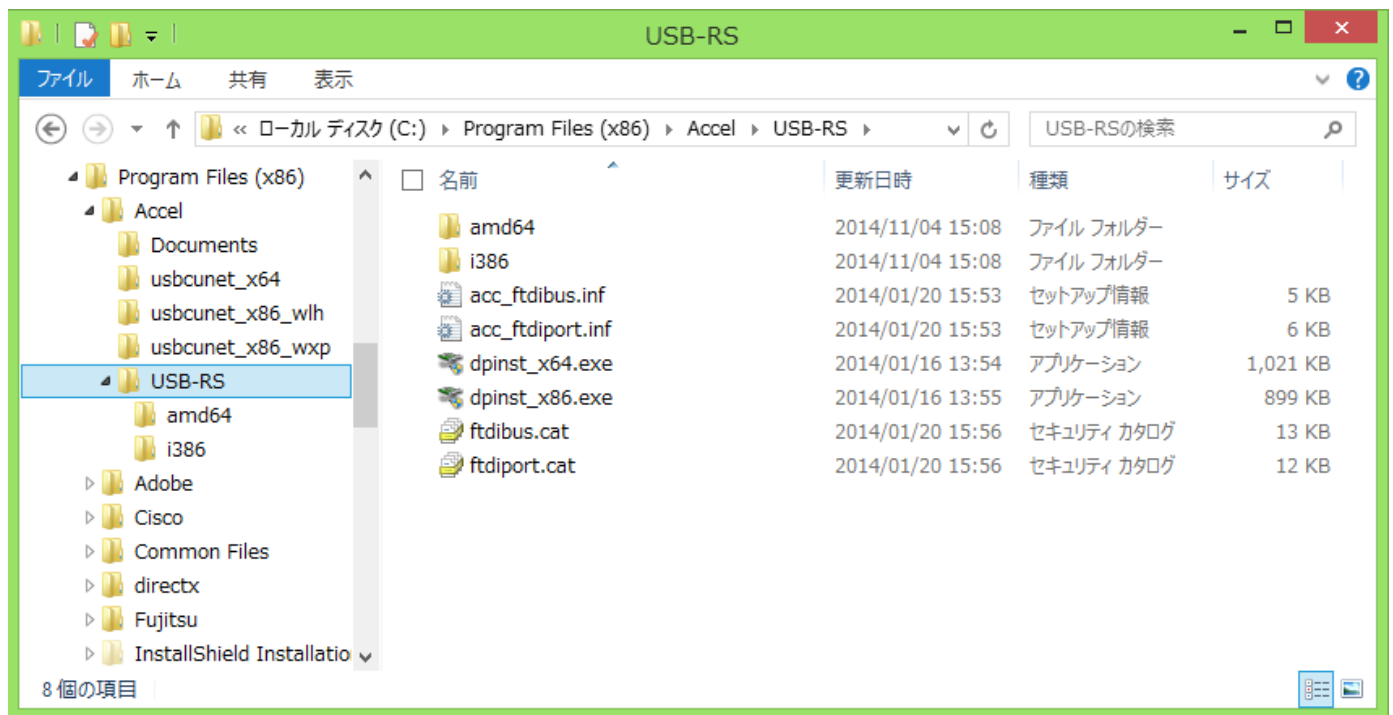 USB-RS
ファイル ホーム 共有 表示
« ローカル ディスク (C:) Program Files (x86) Accel USB-RS USB-RSの検索
Program Files (x86)
Accel
Documents
usbcunet_x64
usbcunet_x86_wlh
usbcunet_x86_wxp
USB-RS
amd64
i386
Adobe
Cisco
Common Files
directx
Fujitsu
InstallShield Installatio
名前 更新日時 種類 サイズ
amd64 2014/11/04 15:08 ファイル フォルダー
i386 2014/11/04 15:08 ファイル フォルダー
acc_ftdibus.inf 2014/01/20 15:53 セットアップ情報 5 KB
acc_ftdiport.inf 2014/01/20 15:53 セットアップ情報 6 KB
dpinst_x64.exe 2014/01/16 13:54 アプリケーション 1,021 KB
dpinst_x86.exe 2014/01/16 13:55 アプリケーション 899 KB
ftdibus.cat 2014/01/20 15:56 セキュリティ カタログ 13 KB
ftdiport.cat 2014/01/20 15:56 セキュリティ カタログ 12 KB
8 個の項目